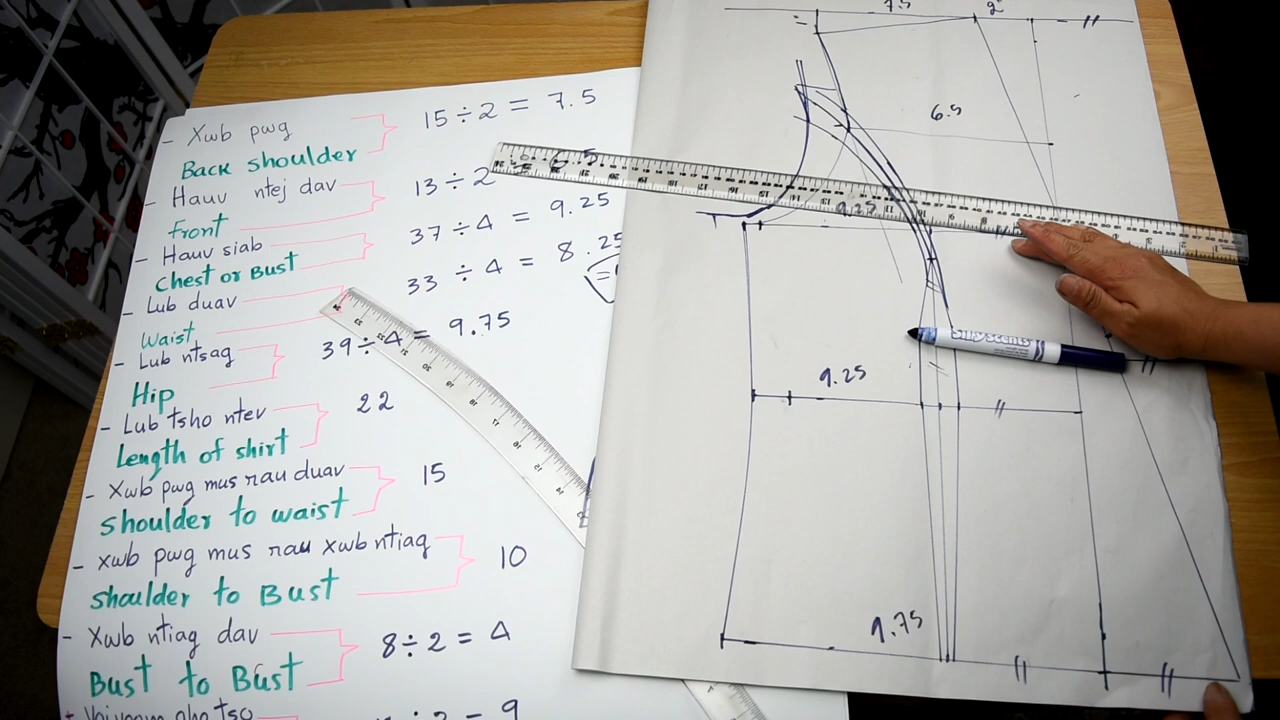 - Xwb pwg
15÷2 = 7.5
Back shoulder
- Hauv ntej dav
13÷2
front
37÷4 = 9.25
- Hauv siab
Chest or Bust
33 ÷ 4 = 8.25
- Lub duav
Waist
39÷4 = 9.75
- Lub ntsag
Hip
22
- Lub tsho ntev
Length of shirt
- Xwb pwg mus rau duav
15
shoulder to waist
- xwb pwg mus rau xwb ntiag
10
shoulder to Bust
- Xwb ntiag dav
8÷2 = 4
Bust to Bust
÷ 2 = 9
7.5
2"
6.5
9.25
9.25
9.75
Sillyscents